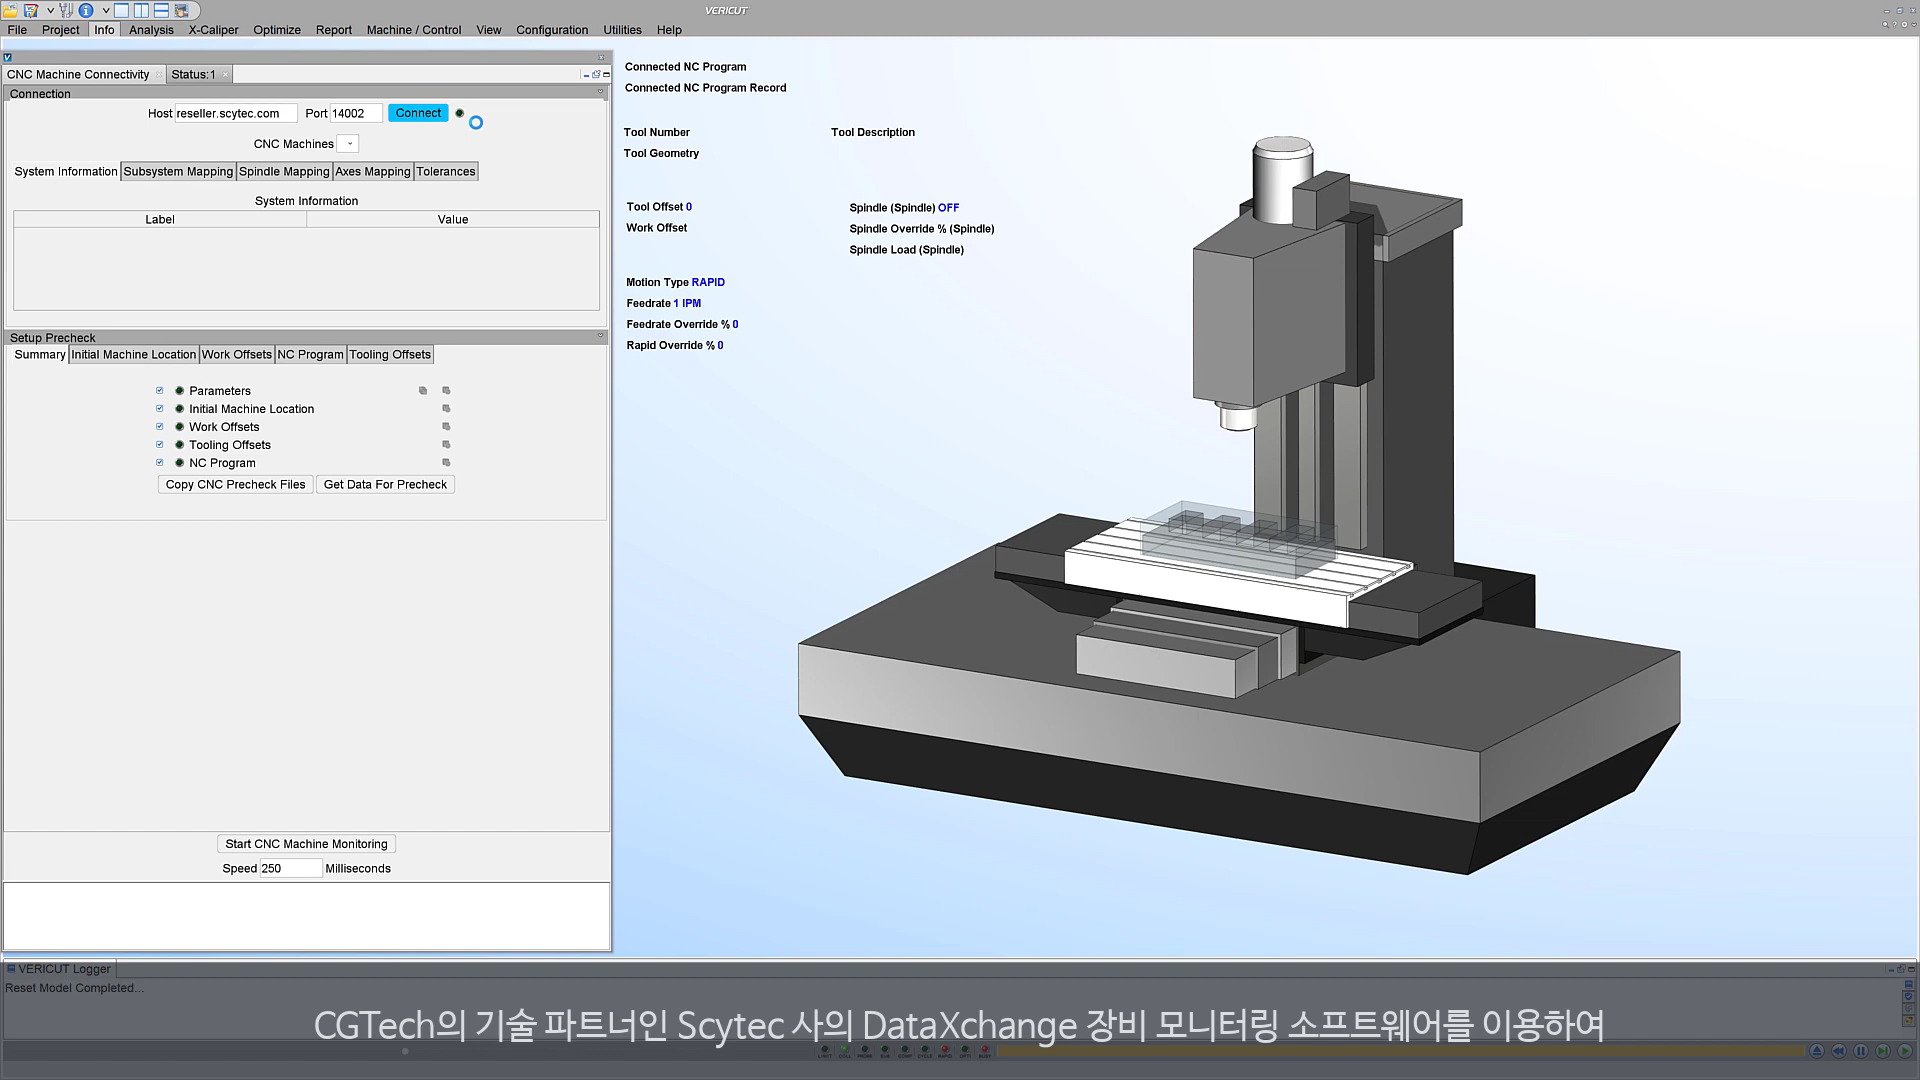 VERICUT
File Project Info Analysis X-Caliper Optimize Report Machine / Control View Configuration Utilities Help
CNC Machine Connectivity Status:1
Connection
Host reseller.scytec.com Port 14002 Connect
CNC Machines
System Information Subsystem Mapping Spindle Mapping Axes Mapping Tolerances
System Information
Label Value
Setup Precheck
Summary Initial Machine Location Work Offsets NC Program Tooling Offsets
Parameters
Initial Machine Location
Work Offsets
Tooling Offsets
NC Program
Copy CNC Precheck Files Get Data For Precheck
Start CNC Machine Monitoring
Speed 250 Milliseconds
Connected NC Program
Connected NC Program Record
Tool Number Tool Description
Tool Geometry
Tool Offset 0 Spindle (Spindle) OFF
Work Offset Spindle Override % (Spindle)
Spindle Load (Spindle)
Motion Type RAPID
Feedrate 1 IPM
Feedrate Override % 0
Rapid Override % 0
VERICUT Logger
Reset Model Completed...
CGTech의 기술 파트너인 Scytec 사의 DataXchange 장비 모니터링 소프트웨어를 이용하여